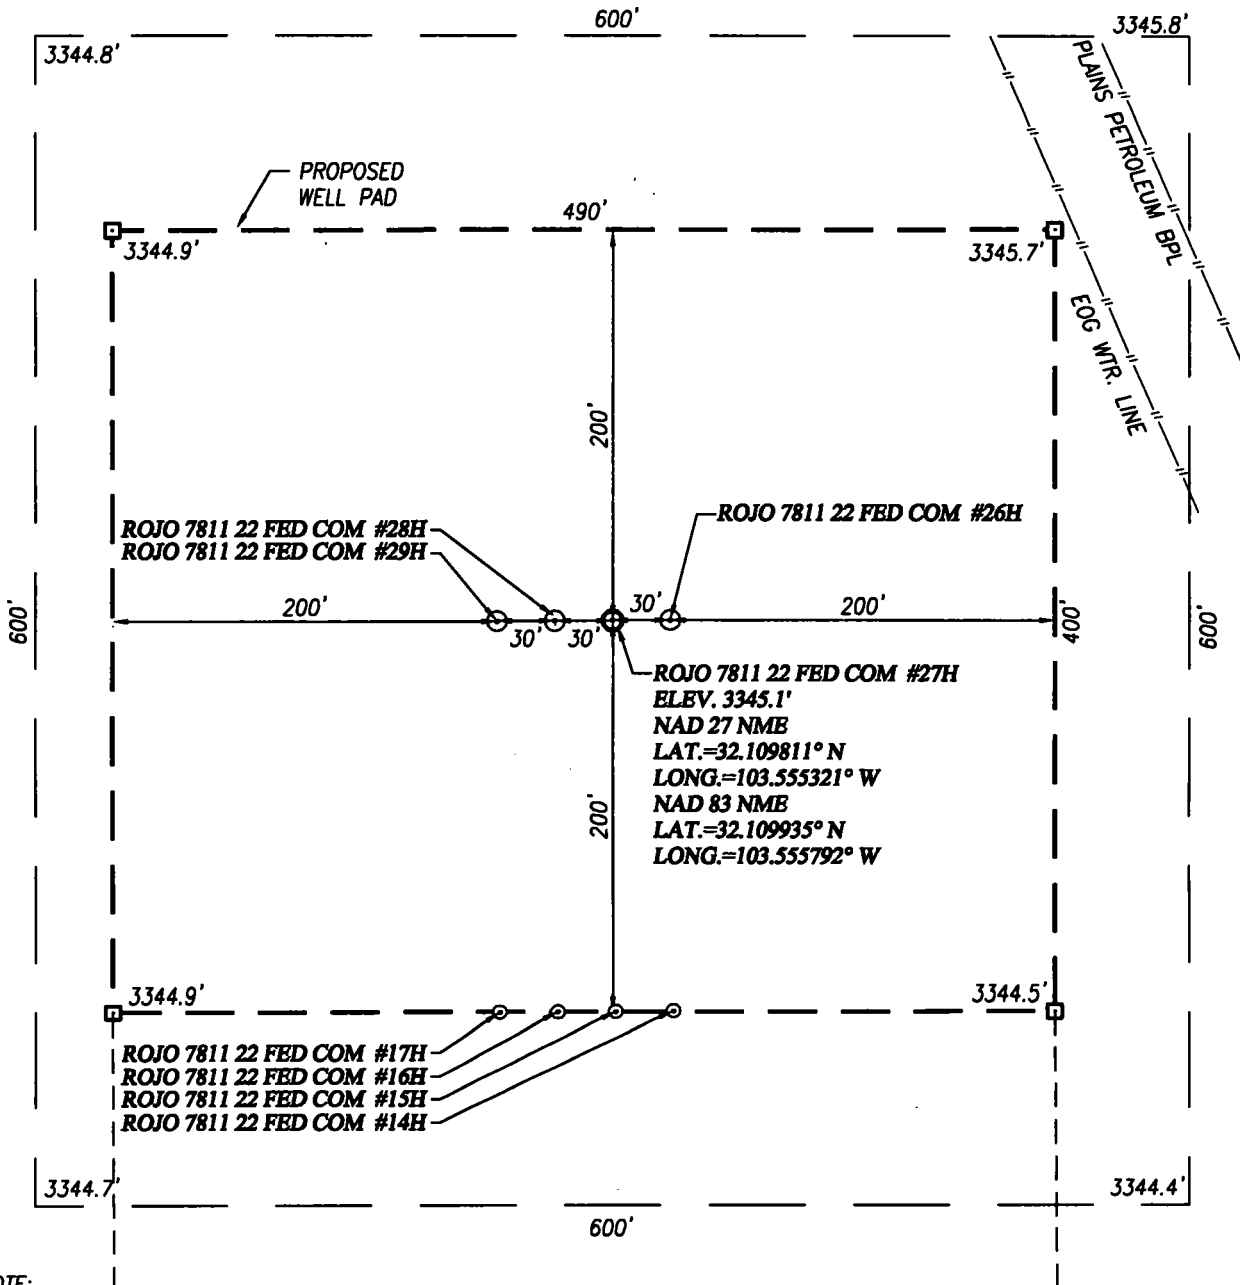 600'
3344.8'
3345.8'
PLAINS PETROLEUM BPL
PROPOSED
WELL PAD
490'
3344.9'
3345.7'
EOG WTR. LINE
200'
ROJO 7811 22 FED COM #28H
ROJO 7811 22 FED COM #29H
ROJO 7811 22 FED COM #26H
600'
200'
30'
30'
30'
200'
400'
600'
ROJO 7811 22 FED COM #27H
ELEV. 3345.1'
NAD 27 NME
LAT.=32.109811° N
LONG.=103.555321° W
NAD 83 NME
LAT.=32.109935° N
LONG.=103.555792° W
200'
3344.9'
3344.5'
ROJO 7811 22 FED COM #17H
ROJO 7811 22 FED COM #16H
ROJO 7811 22 FED COM #15H
ROJO 7811 22 FED COM #14H
3344.7'
3344.4'
600'